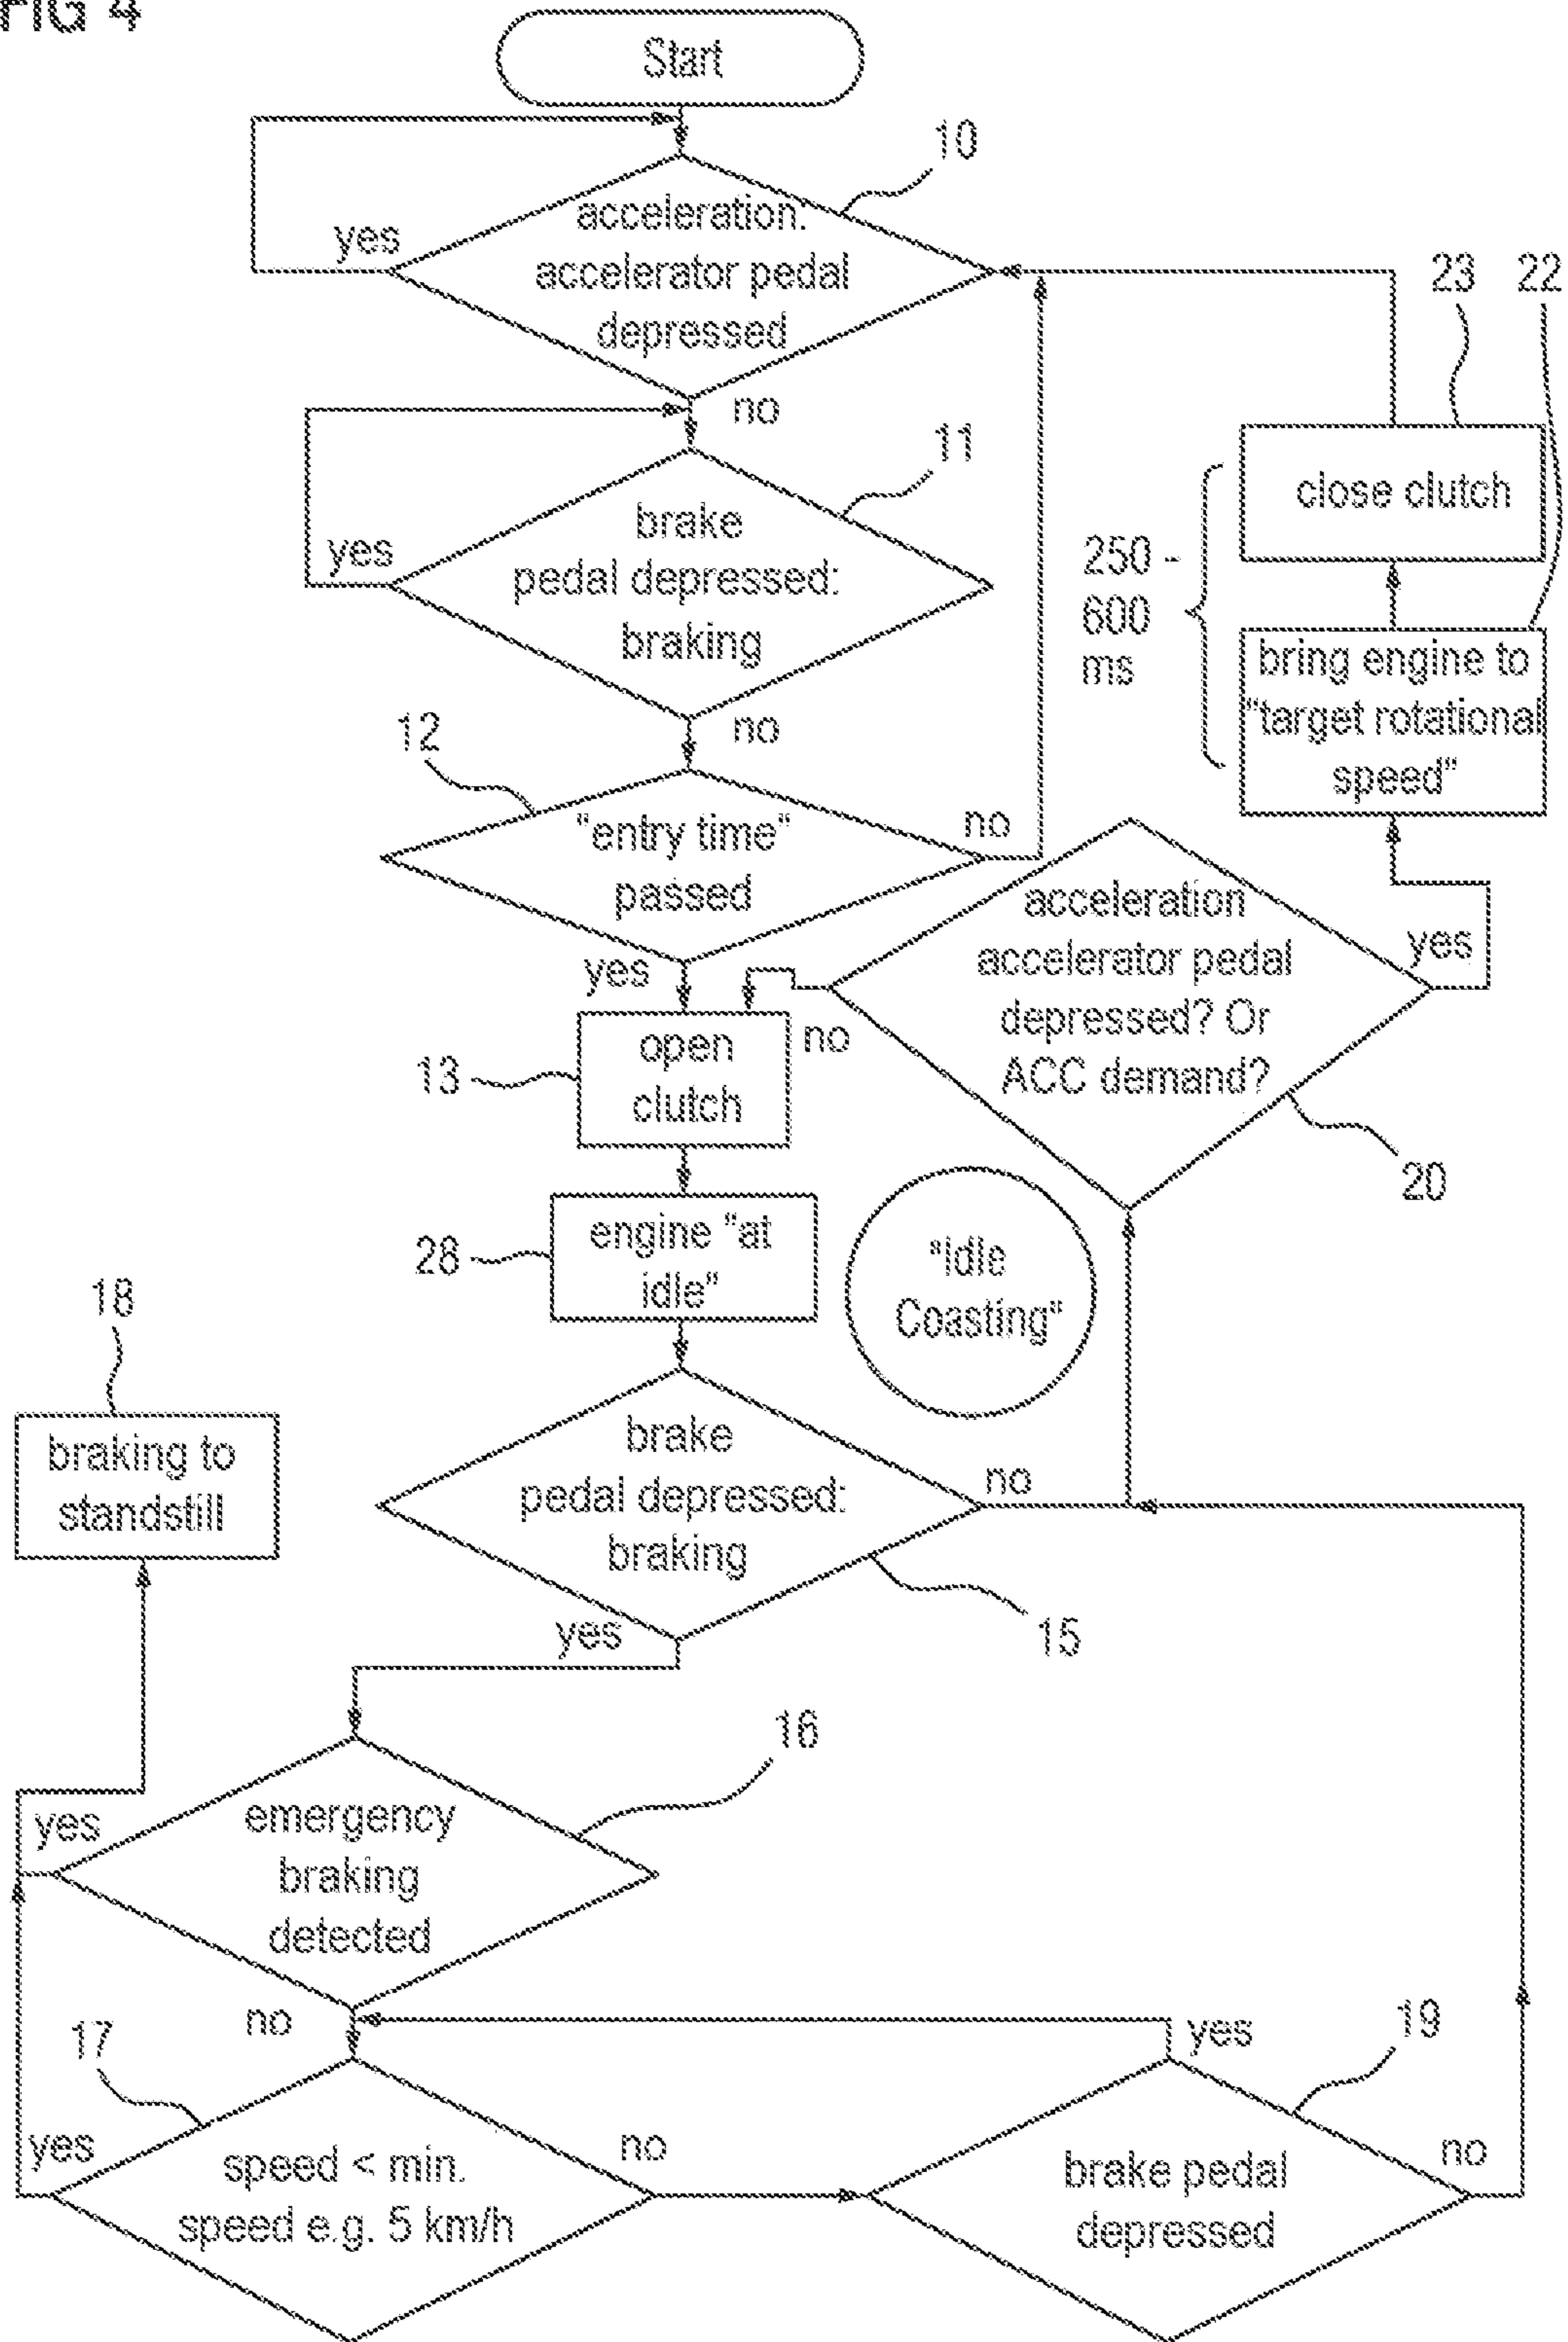 FIG 4
Start
10
yes
acceleration.
accelerator pedal
depressed
no
11
yes
brake
pedal depressed:
braking
no
23
22
close clutch
250 -
600
ms
bring engine to
"target rotational
speed"
12
"entry time"
passed
no
yes
acceleration
accelerator pedal
depressed? Or
ACC demand?
yes
no
20
13
open
clutch
28
engine "at
idle"
"Idle
Coasting"
18
braking to
standstill
brake
pedal depressed:
braking
no
yes
15
16
yes
emergency
braking
detected
no
17
yes
speed < min.
speed e.g. 5 km/h
no
yes
19
brake pedal
depressed
no